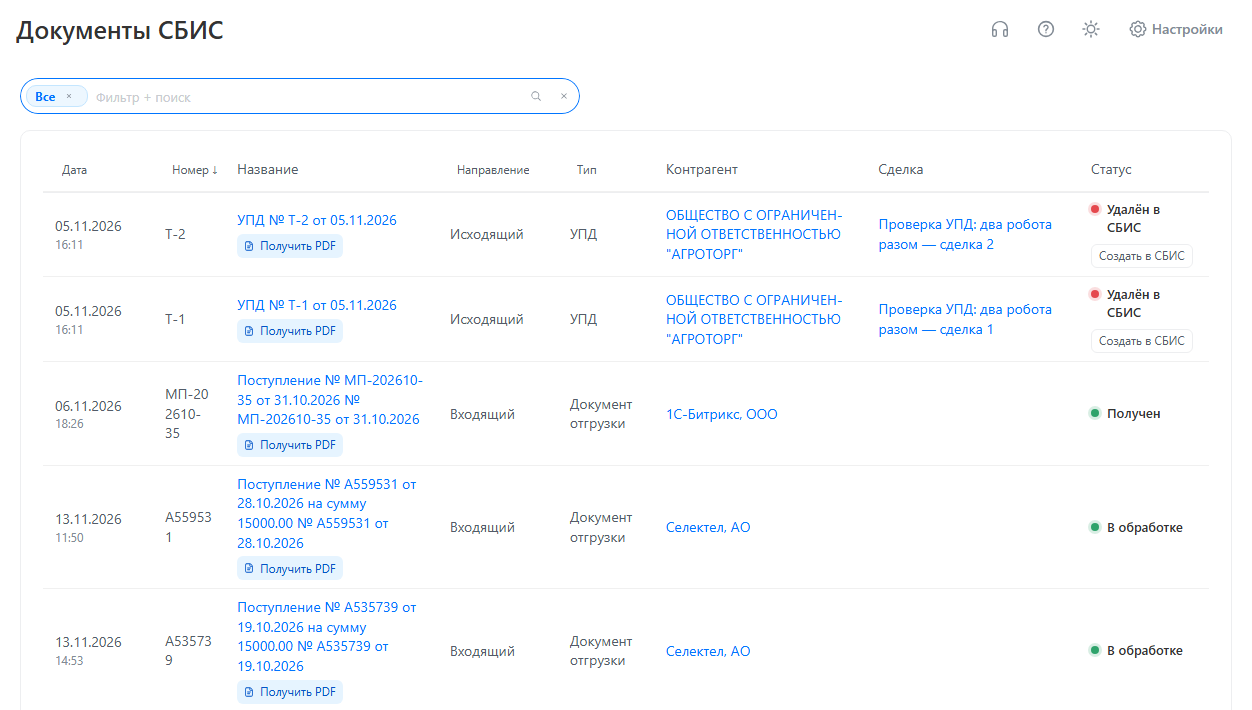 Документы СБИС
Настройки
Все ×
Фильтр + поиск
Дата
Номер ↓
Название
Направление
Тип
Контрагент
Сделка
Статус
05.11.2026
16:11
Т-2
УПД № Т-2 от 05.11.2026
Получить PDF
Исходящий
УПД
ОБЩЕСТВО С ОГРАНИЧЕН-
НОЙ ОТВЕТСТВЕННОСТЬЮ
"АГРОТОРГ"
Проверка УПД: два робота
разом — сделка 2
Удалён в
СБИС
Создать в СБИС
05.11.2026
16:11
Т-1
УПД № Т-1 от 05.11.2026
Получить PDF
Исходящий
УПД
ОБЩЕСТВО С ОГРАНИЧЕН-
НОЙ ОТВЕТСТВЕННОСТЬЮ
"АГРОТОРГ"
Проверка УПД: два робота
разом — сделка 1
Удалён в
СБИС
Создать в СБИС
06.11.2026
18:26
МП-20
2610-
35
Поступление № МП-202610-
35 от 31.10.2026 №
МП-202610-35 от 31.10.2026
Получить PDF
Входящий
Документ
отгрузки
1С-Битрикс, ООО
Получен
13.11.2026
11:50
А55953
1
Поступление № А559531 от
28.10.2026 на сумму
15000.00 № А559531 от
28.10.2026
Получить PDF
Входящий
Документ
отгрузки
Селектел, АО
В обработке
13.11.2026
14:53
А53573
9
Поступление № А535739 от
19.10.2026 на сумму
15000.00 № А535739 от
19.10.2026
Получить PDF
Входящий
Документ
отгрузки
Селектел, АО
В обработке